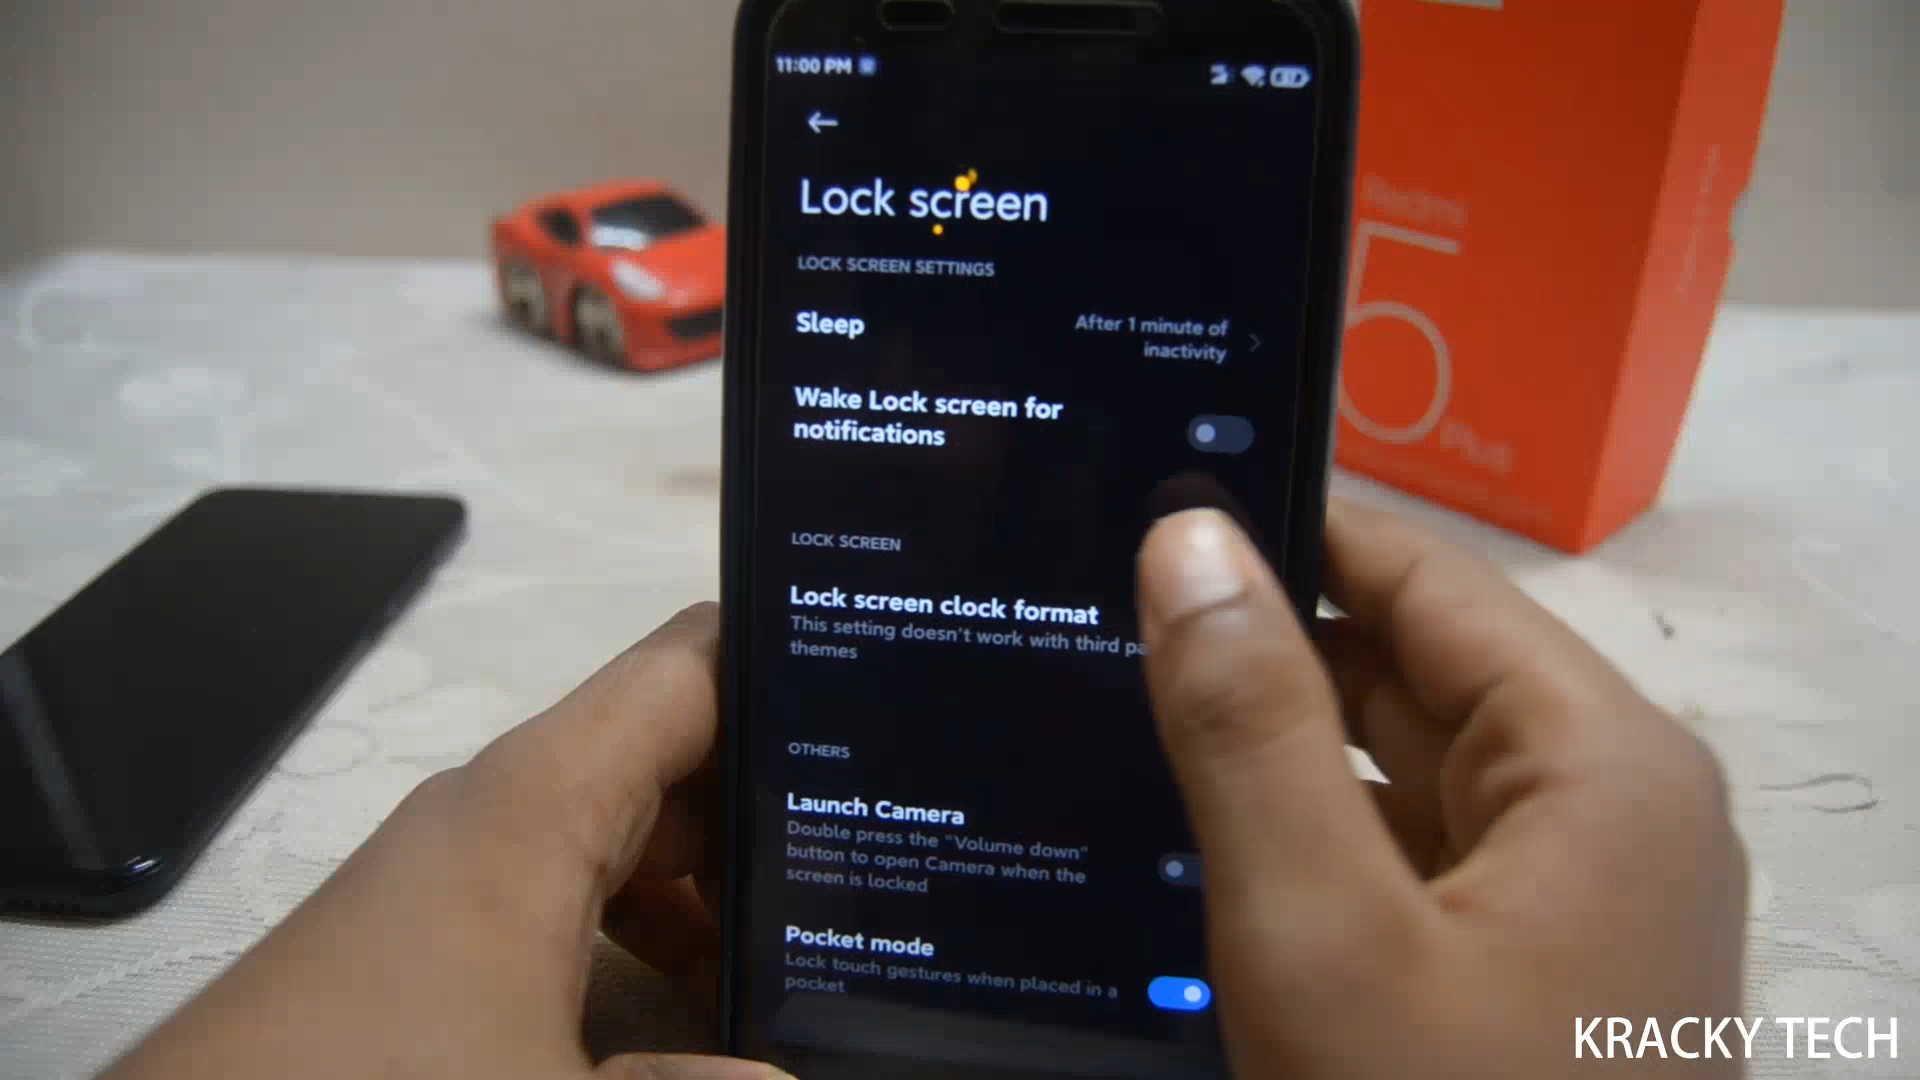 11:00 PM
Lock screen
LOCK SCREEN SETTINGS
Sleep
After 1 minute of
inactivity
Wake Lock screen for
notifications
LOCK SCREEN
Lock screen clock format
This setting doesn't work with third pa
themes
OTHERS
Launch Camera
Double press the "Volume down"
button to open Camera when the
screen is locked
Pocket mode
Lock touch gestures when placed in a
pocket
Redmi
5
Plus
KRACKY TECH